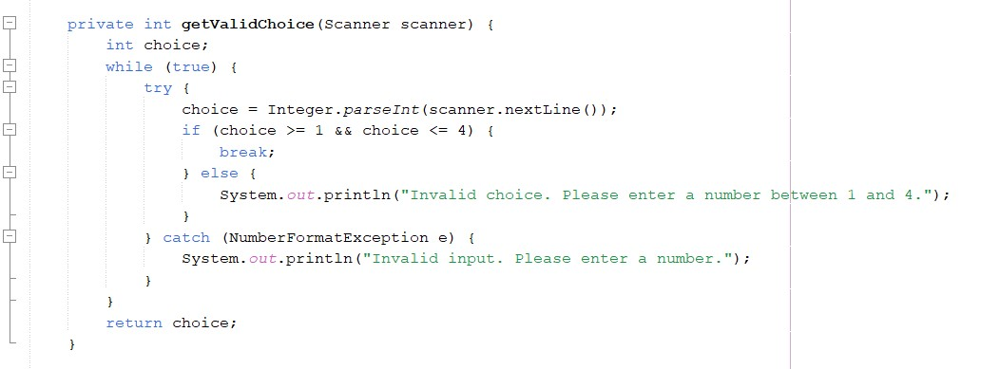 private int getValidChoice(Scanner scanner) {
int choice;
while (true) {
try {
choice = Integer.parseInt(scanner.nextLine());
if (choice >= 1 && choice <= 4) {
break;
} else {
System.out.println("Invalid choice. Please enter a number between 1 and 4.");
}
} catch (NumberFormatException e) {
System.out.println("Invalid input. Please enter a number.");
}
}
return choice;
}